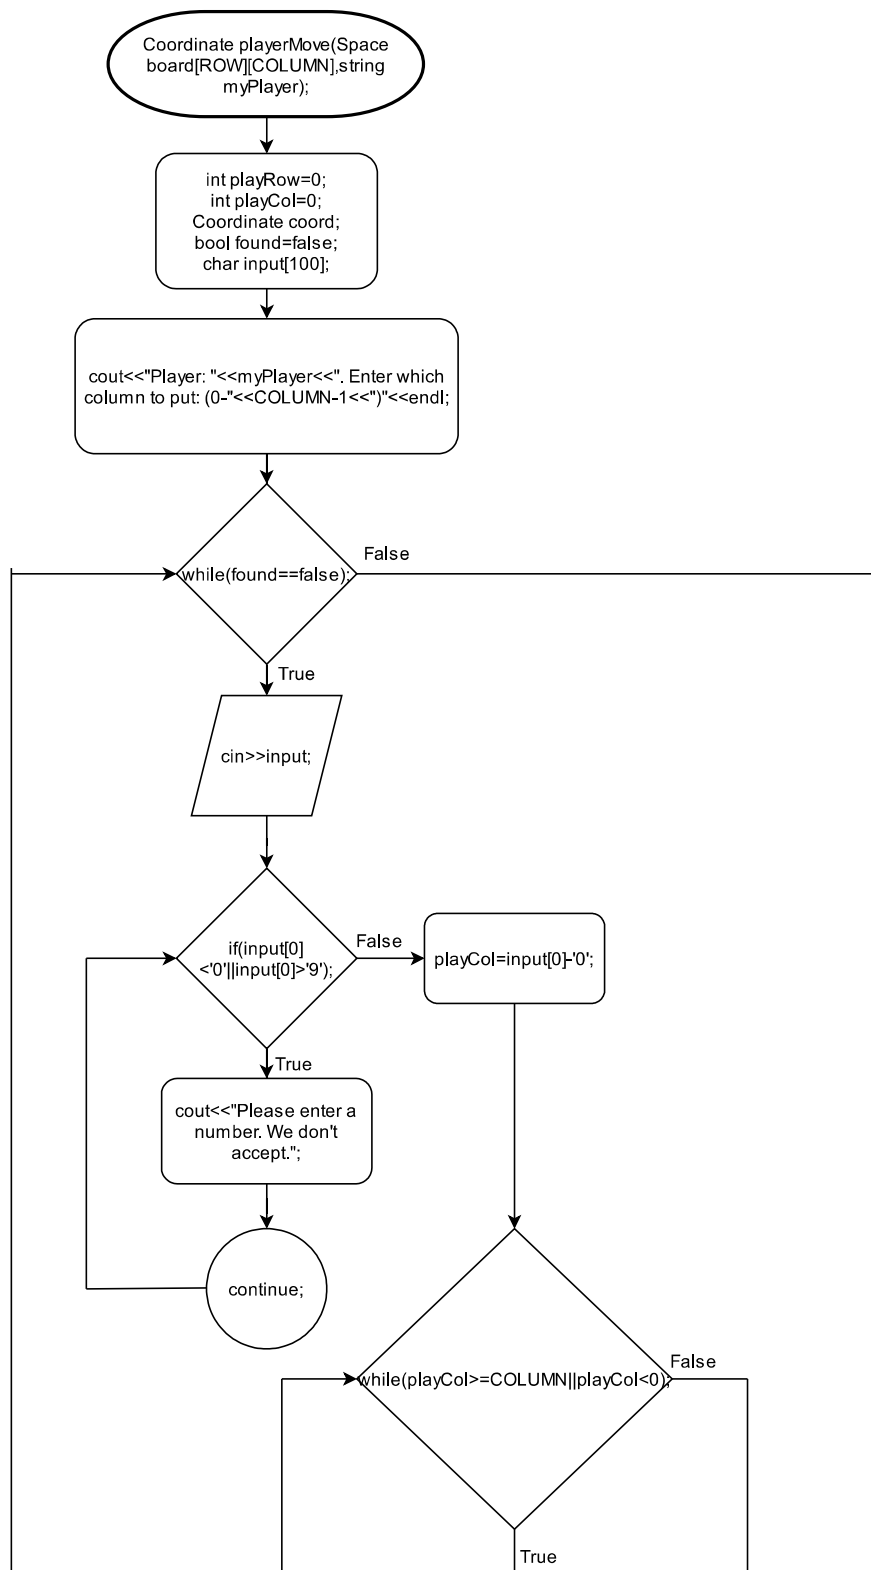 Coordinate playerMove(Space
board[ROW][COLUMN],string
myPlayer);
int playRow=0;
int playCol=0;
Coordinate coord;
bool found=false;
char input[100];
cout<<"Player: "<<myPlayer<<". Enter which
column to put: (0-"<<COLUMN-1<<")"<<endl;
while(found==false);
False
True
cin>>input;
if(input[0]
<'0'||input[0]>'9');
False
playCol=input[0]-'0';
True
cout<<"Please enter a
number. We don't
accept.";
continue;
while(playCol>=COLUMN||playCol<0);
False
True